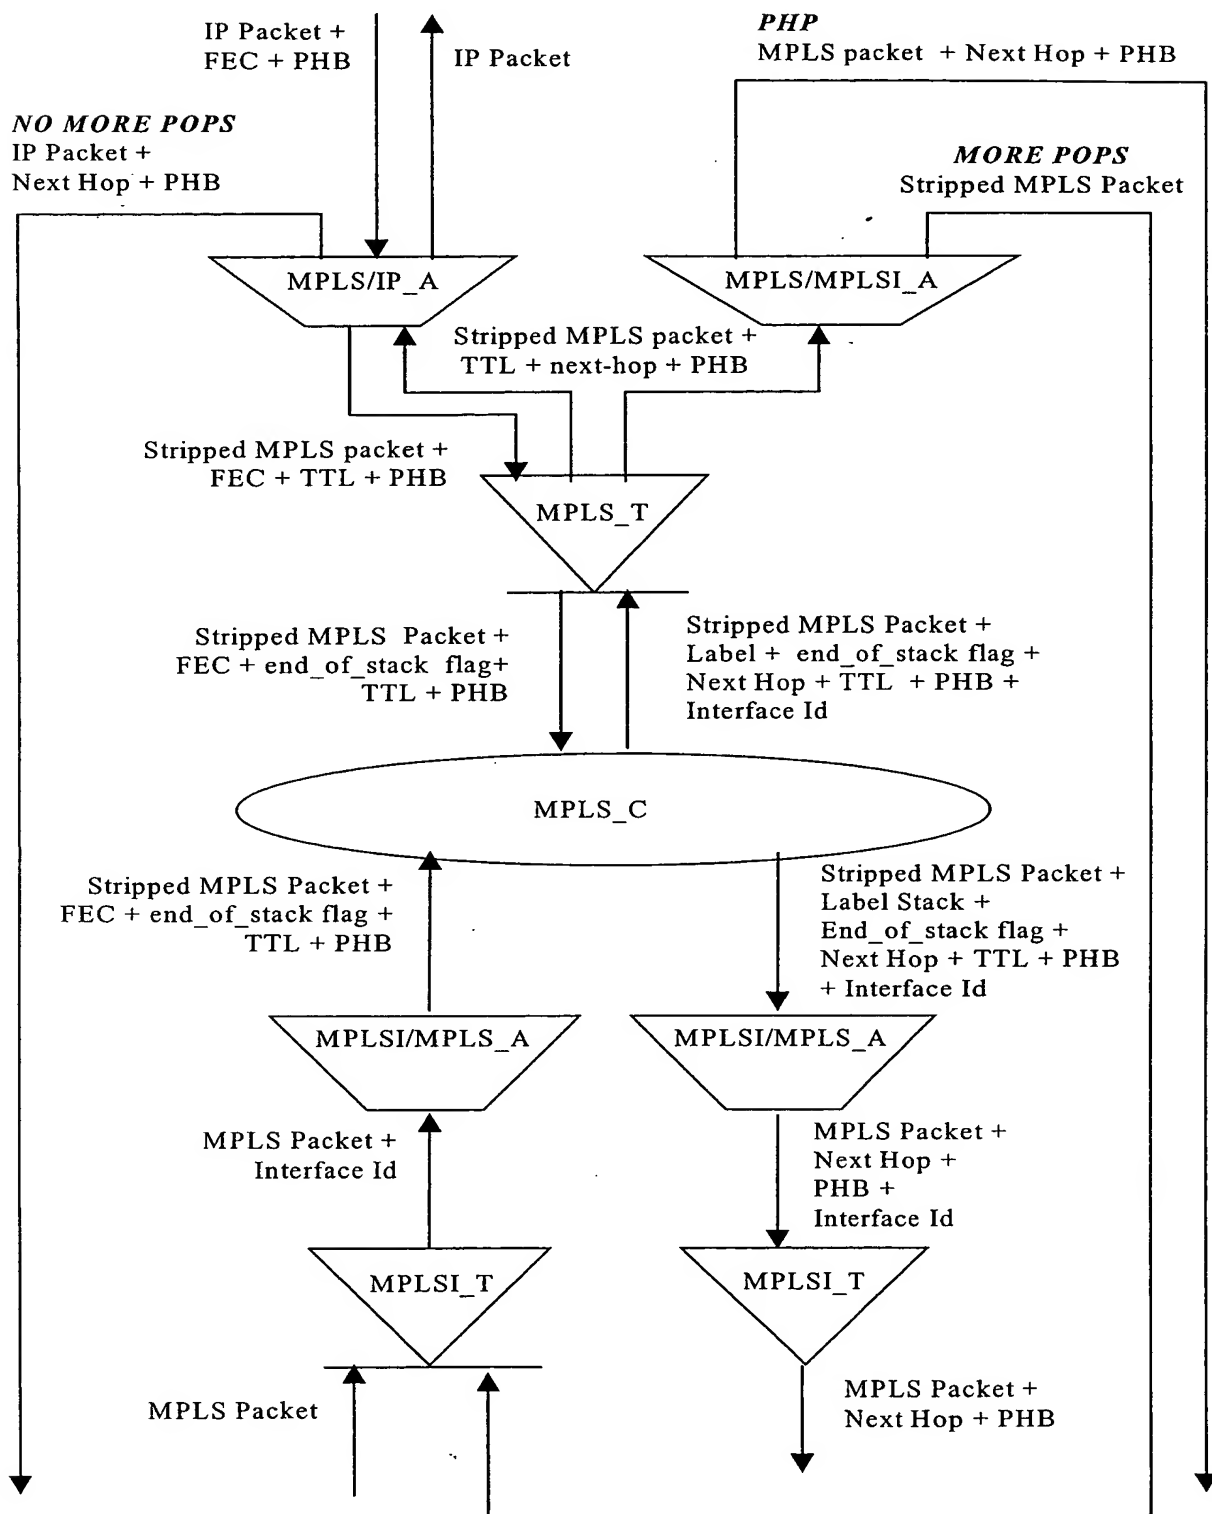 IP Packet +
FEC + PHB
IP Packet
PHP
MPLS packet + Next Hop + PHB
NO MORE POPS
IP Packet +
Next Hop + PHB
MORE POPS
Stripped MPLS Packet
MPLS/IP_A
MPLS/MPLSI_A
Stripped MPLS packet +
TTL + next-hop + PHB
Stripped MPLS packet +
FEC + TTL + PHB
MPLS_T
Stripped MPLS Packet +
FEC + end_of_stack flag+
TTL + PHB
Stripped MPLS Packet +
Label + end_of_stack flag +
Next Hop + TTL + PHB +
Interface Id
MPLS_C
Stripped MPLS Packet +
FEC + end_of_stack flag +
TTL + PHB
Stripped MPLS Packet +
Label Stack +
End_of_stack flag +
Next Hop + TTL + PHB
+ Interface Id
MPLSI/MPLS_A
MPLSI/MPLS_A
MPLS Packet +
Interface Id
MPLS Packet +
Next Hop +
PHB +
Interface Id
MPLSI_T
MPLSI_T
MPLS Packet
MPLS Packet +
Next Hop + PHB